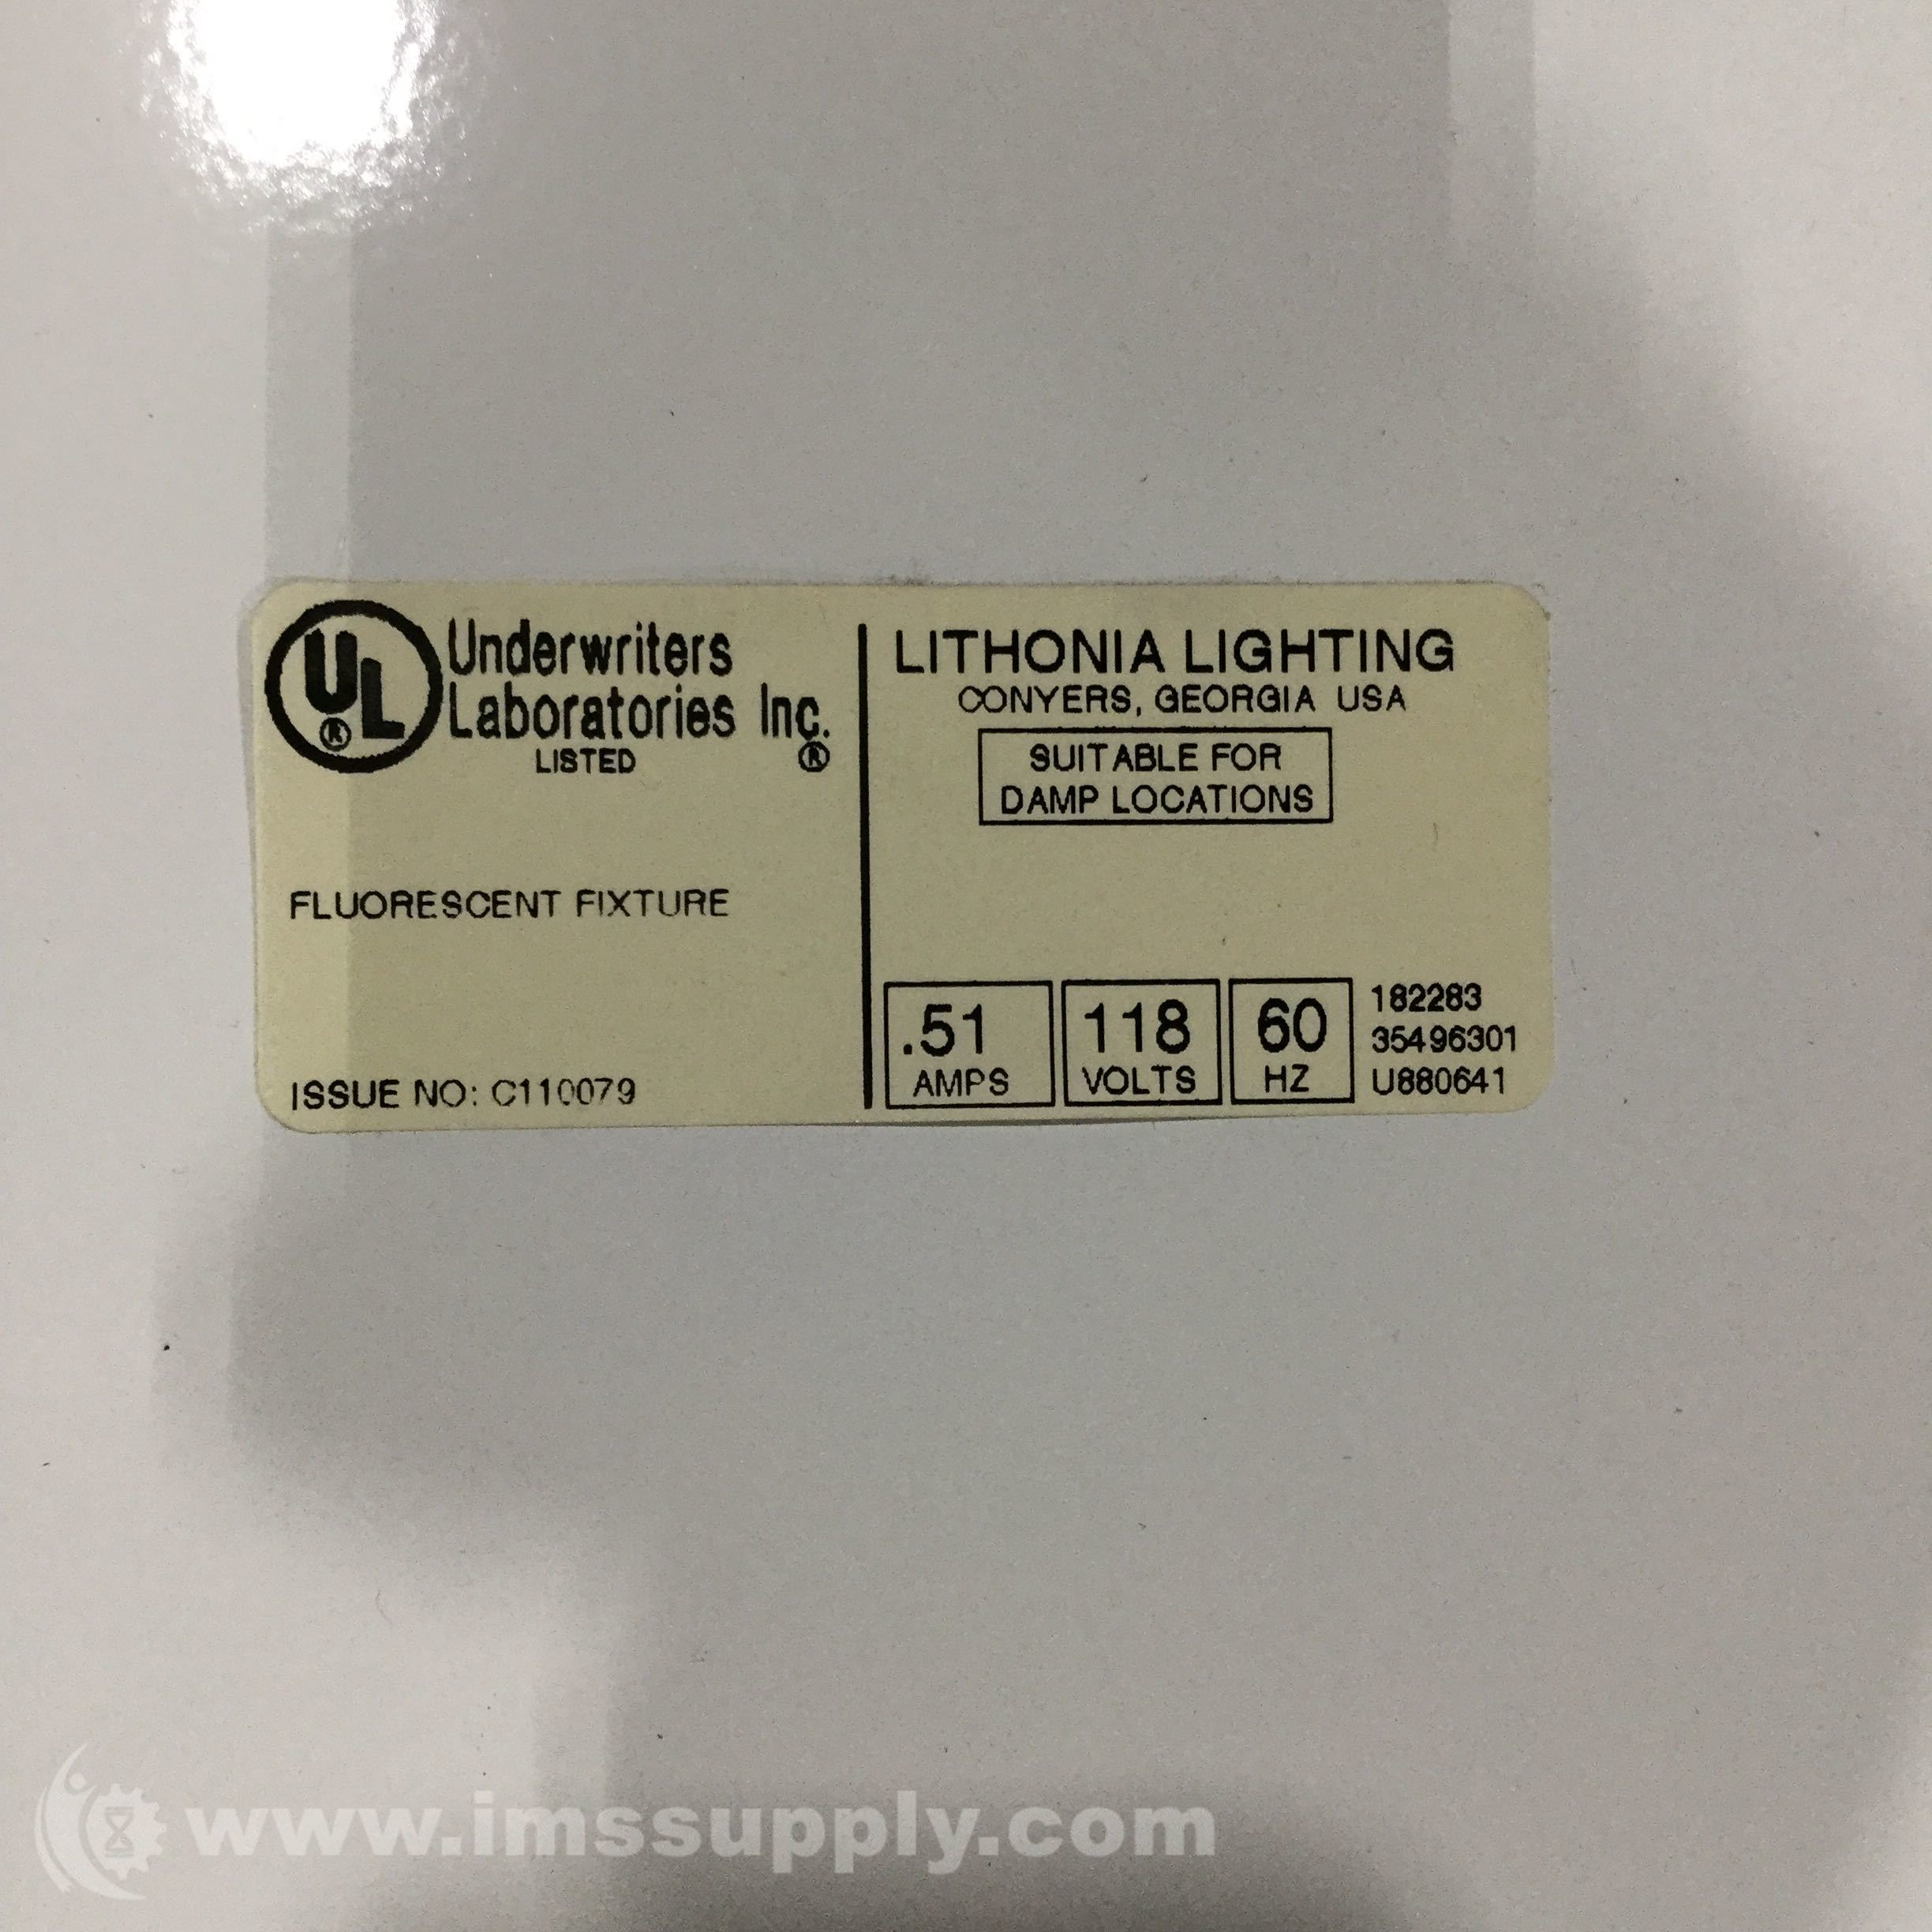 UL®
Underwriters
Laboratories Inc.®
LISTED
FLUORESCENT FIXTURE
ISSUE NO: C110079
LITHONIA LIGHTING
CONYERS, GEORGIA USA
SUITABLE FOR
DAMP LOCATIONS
.51
AMPS
118
VOLTS
60
HZ
182283
35496301
U880641
www.imssupply.com